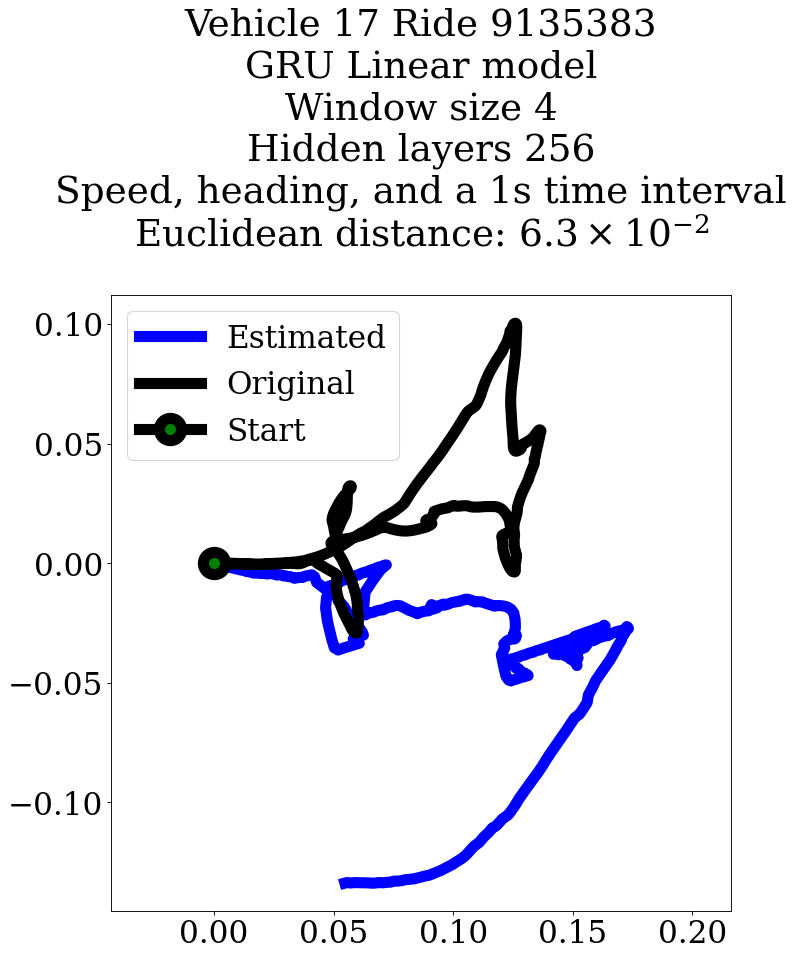 Vehicle 17 Ride 9135383
GRU Linear model
Window size 4
Hidden layers 256
Speed, heading, and a 1s time interval
Euclidean distance: 6.3 × 10⁻²
Estimated
Original
Start
0.10
0.05
0.00
−0.05
−0.10
0.00 0.05 0.10 0.15 0.20